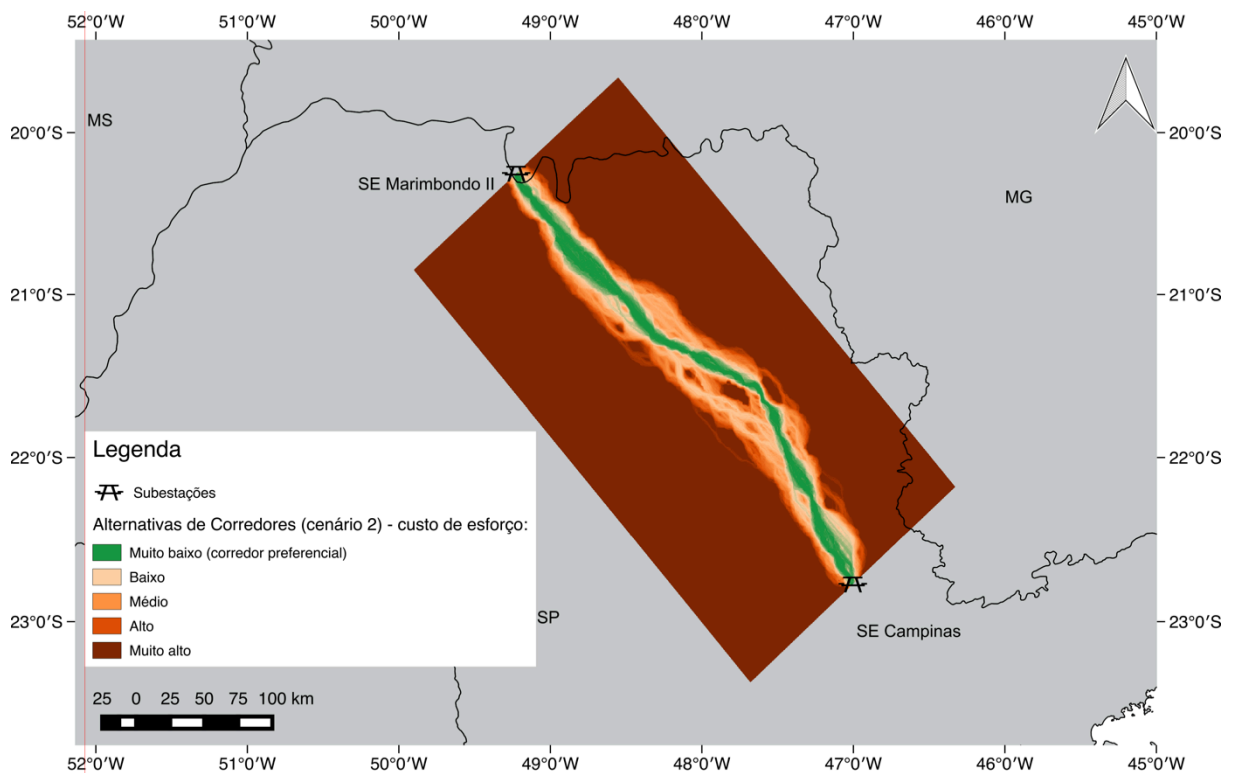 52°0′W 51°0′W 50°0′W 49°0′W 48°0′W 47°0′W 46°0′W 45°0′W
MS
20°0′S 20°0′S
SE Marimbondo II
MG
21°0′S 21°0′S
22°0′S 22°0′S
Legenda
Subestações
Alternativas de Corredores (cenário 2) - custo de esforço:
Muito baixo (corredor preferencial)
Baixo
Médio
Alto
Muito alto
23°0′S 23°0′S
SP
SE Campinas
25 0 25 50 75 100 km
52°0′W 51°0′W 50°0′W 49°0′W 48°0′W 47°0′W 46°0′W 45°0′W